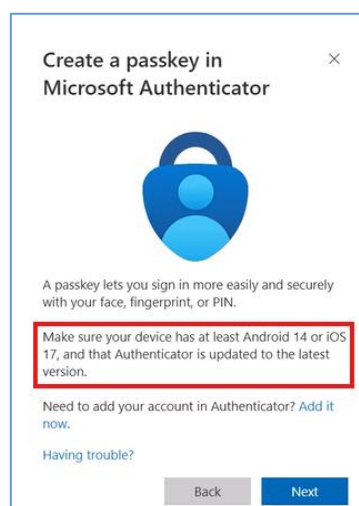 Create a passkey in
Microsoft Authenticator
A passkey lets you sign in more easily and securely
with your face, fingerprint, or PIN.
Make sure your device has at least Android 14 or iOS
17, and that Authenticator is updated to the latest
version.
Need to add your account in Authenticator? Add it
now.
Having trouble?
Back Next